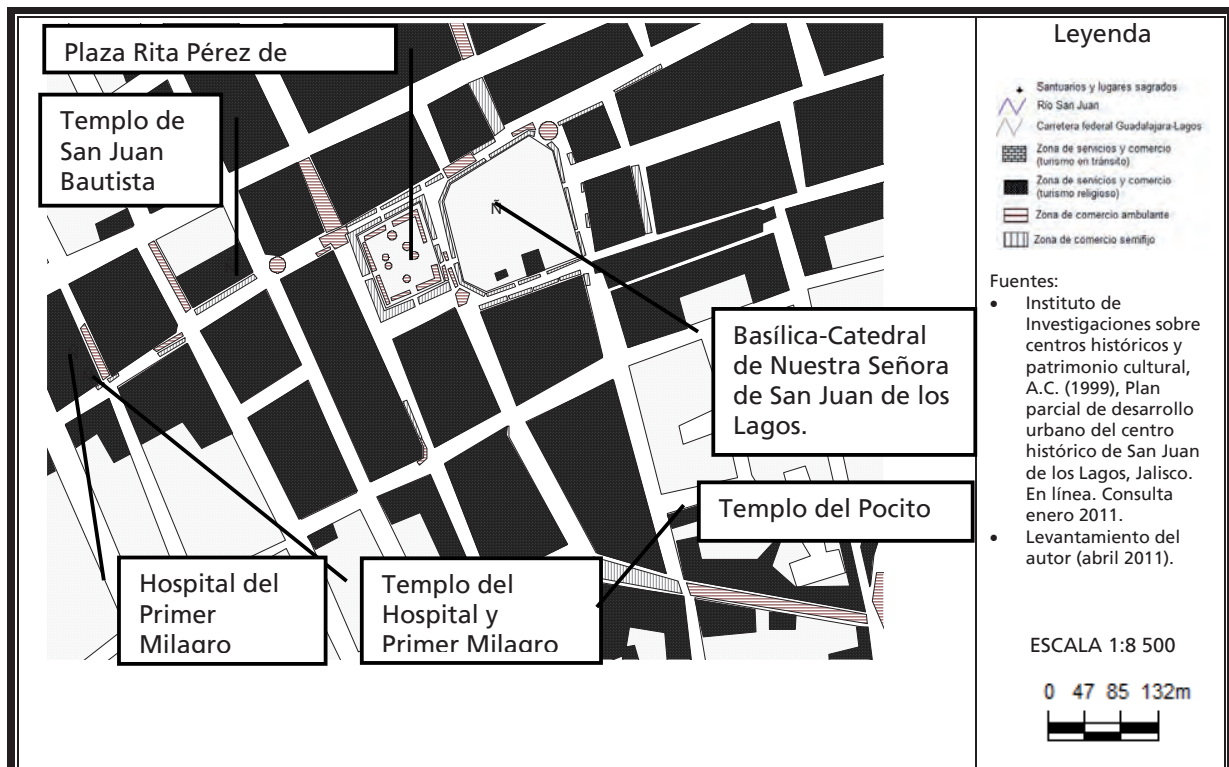 Plaza Rita Pérez de
Templo de
San Juan
Bautista
N
Basílica-Catedral
de Nuestra Señora
de San Juan de los
Lagos.
Templo del Pocito
Hospital del
Primer
Milagro
Templo del
Hospital y
Primer Milagro
Leyenda
Santuarios y lugares sagrados
Río San Juan
Carretera federal Guadalajara-Lagos
Zona de servicios y comercio
(turismo en tránsito)
Zona de servicios y comercio
(turismo religioso)
Zona de comercio ambulante
Zona de comercio semifijo
Fuentes:
• Instituto de
Investigaciones sobre
centros históricos y
patrimonio cultural,
A.C. (1999), Plan
parcial de desarrollo
urbano del centro
histórico de San Juan
de los Lagos, Jalisco.
En línea. Consulta
enero 2011.
• Levantamiento del
autor (abril 2011).
ESCALA 1:8 500
0 47 85 132m